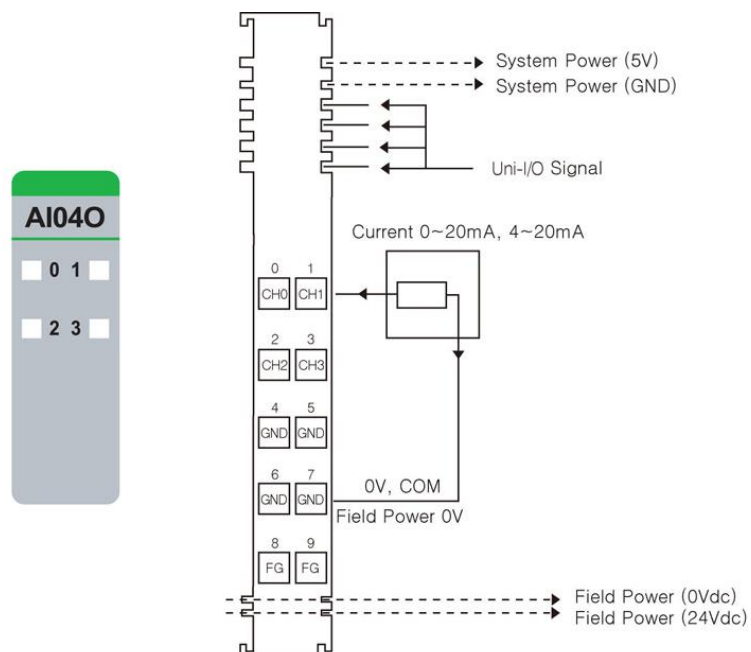 System Power (5V)
System Power (GND)
Uni-I/O Signal
AI04O
0 1
2 3
Current 0~20mA, 4~20mA
0 1
CH0 CH1
2 3
CH2 CH3
4 5
GND GND
6 7
GND GND
0V, COM
Field Power 0V
8 9
FG FG
Field Power (0Vdc)
Field Power (24Vdc)